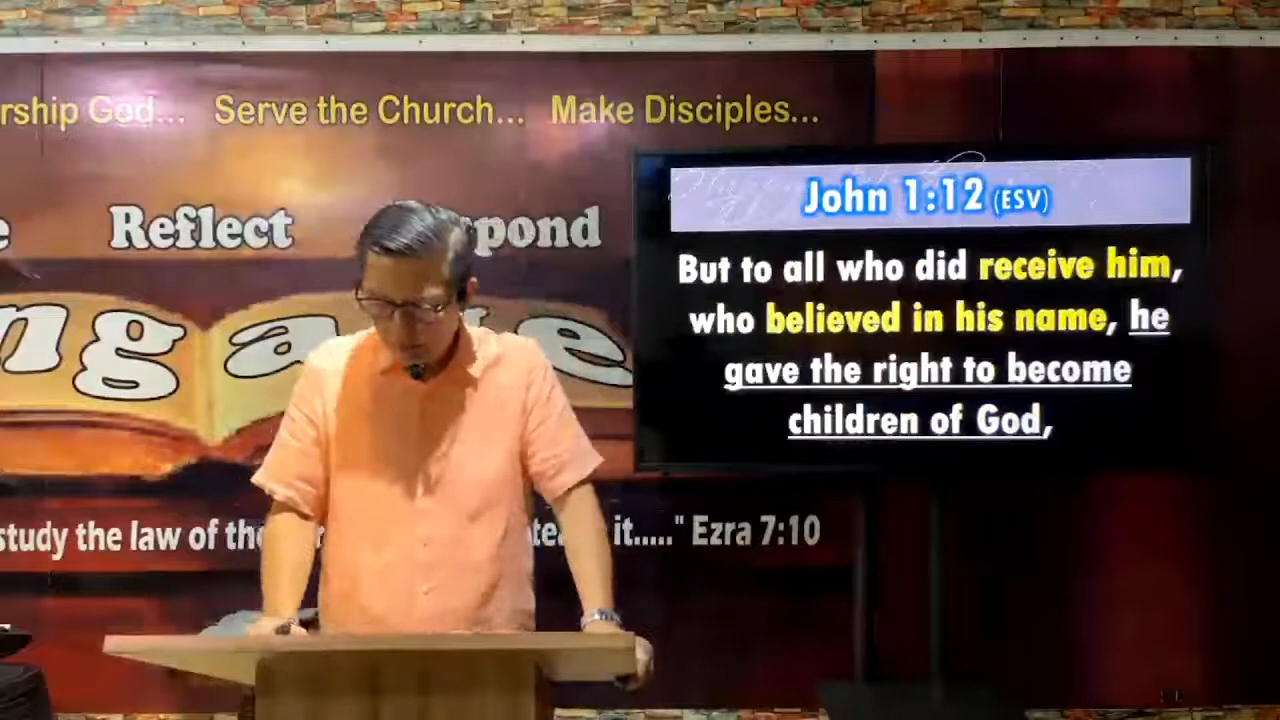 God... Serve the Church... Make Disciples...
Reflect
study the law of it....." Ezra 7:10
John 1:12 (ESV)
But to all who did receive him,
who believed in his name, he
gave the right to become
children of God,